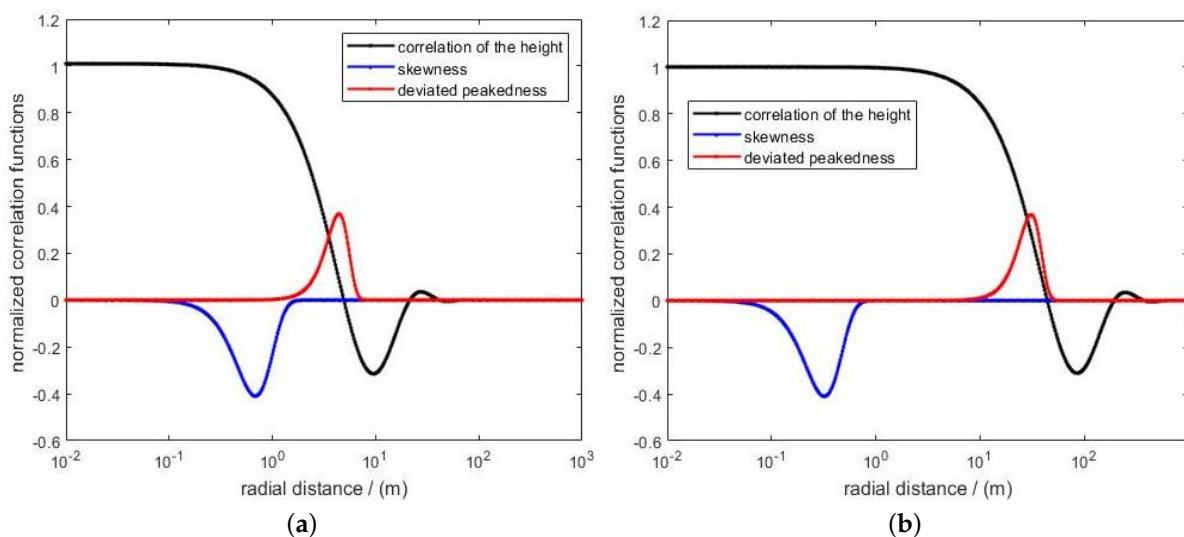 1.2
1
0.8
0.6
0.4
0.2
0
-0.2
-0.4
-0.6
normalized correlation functions
correlation of the height
skewness
deviated peakedness
10-2 10-1 100 101 102 103
radial distance / (m)
(a)
1.2
1
0.8
0.6
0.4
0.2
0
-0.2
-0.4
-0.6
normalized correlation functions
correlation of the height
skewness
deviated peakedness
10-2 10-1 100 101 102
radial distance / (m)
(b)